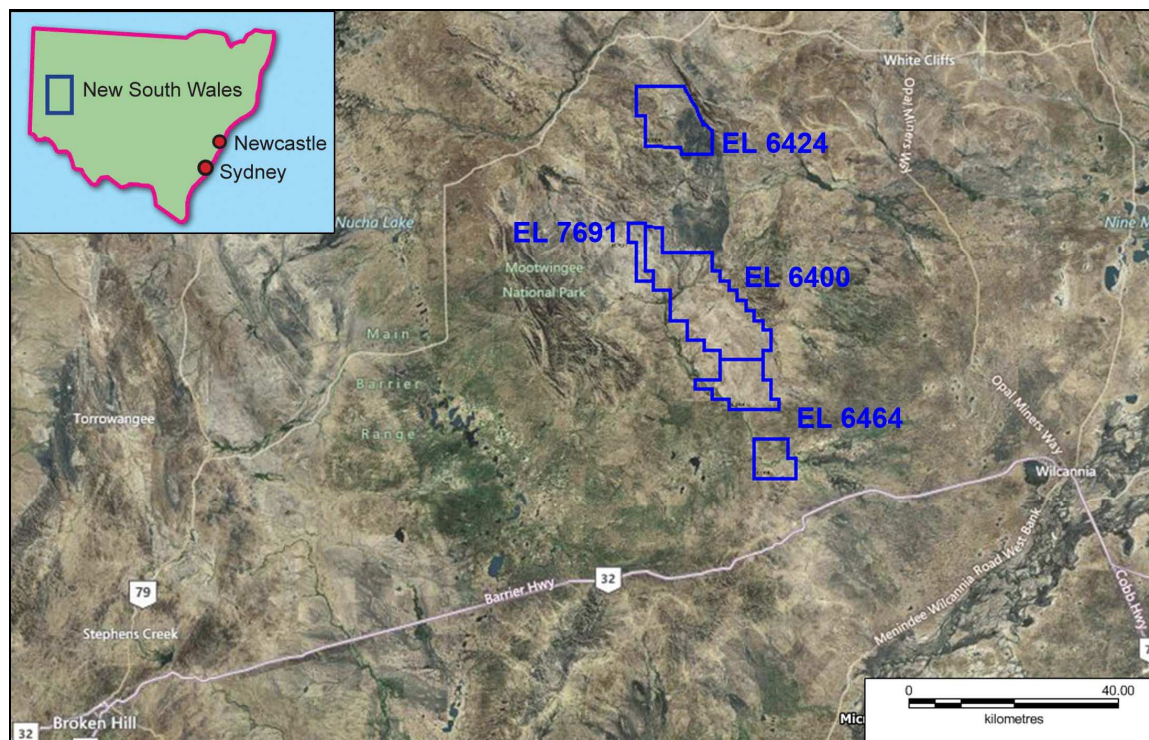 New South Wales
Newcastle
Sydney
White Cliffs
Opal Miners Way
EL 6424
Nucha Lake
EL 7691
Nine M
Mootwingee
National Park
EL 6400
Main
Barrier
Range
Torrowangee
EL 6464
Opal Miners Way
Wilcannia
Menindee Wilcannia Road West Bank
Cobb Hwy
79
32
Barrier Hwy
Stephens Creek
7
Broken Hill
32
0 40.00
kilometres